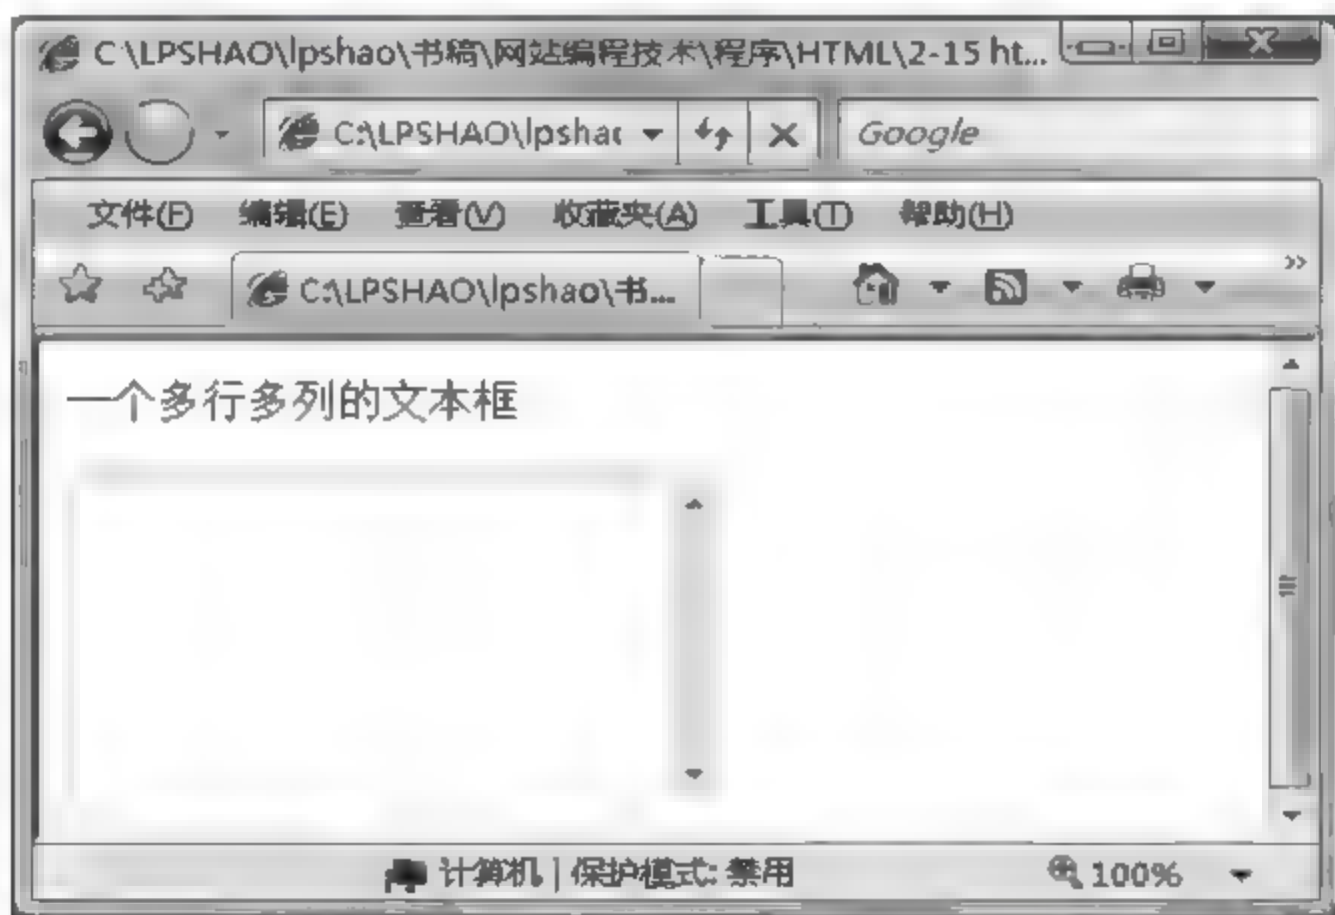 C:\LPSHAO\lpshao\书稿\网站编程技术\程序\HTML\2-15 ht...
C:\LPSHAO\lpshac
Google
文件(F) 编辑(E) 查看(V) 收藏夹(A) 工具(T) 帮助(H)
C:\LPSHAO\lpshao\书...
一个多行多列的文本框
计算机 | 保护模式: 禁用
100%